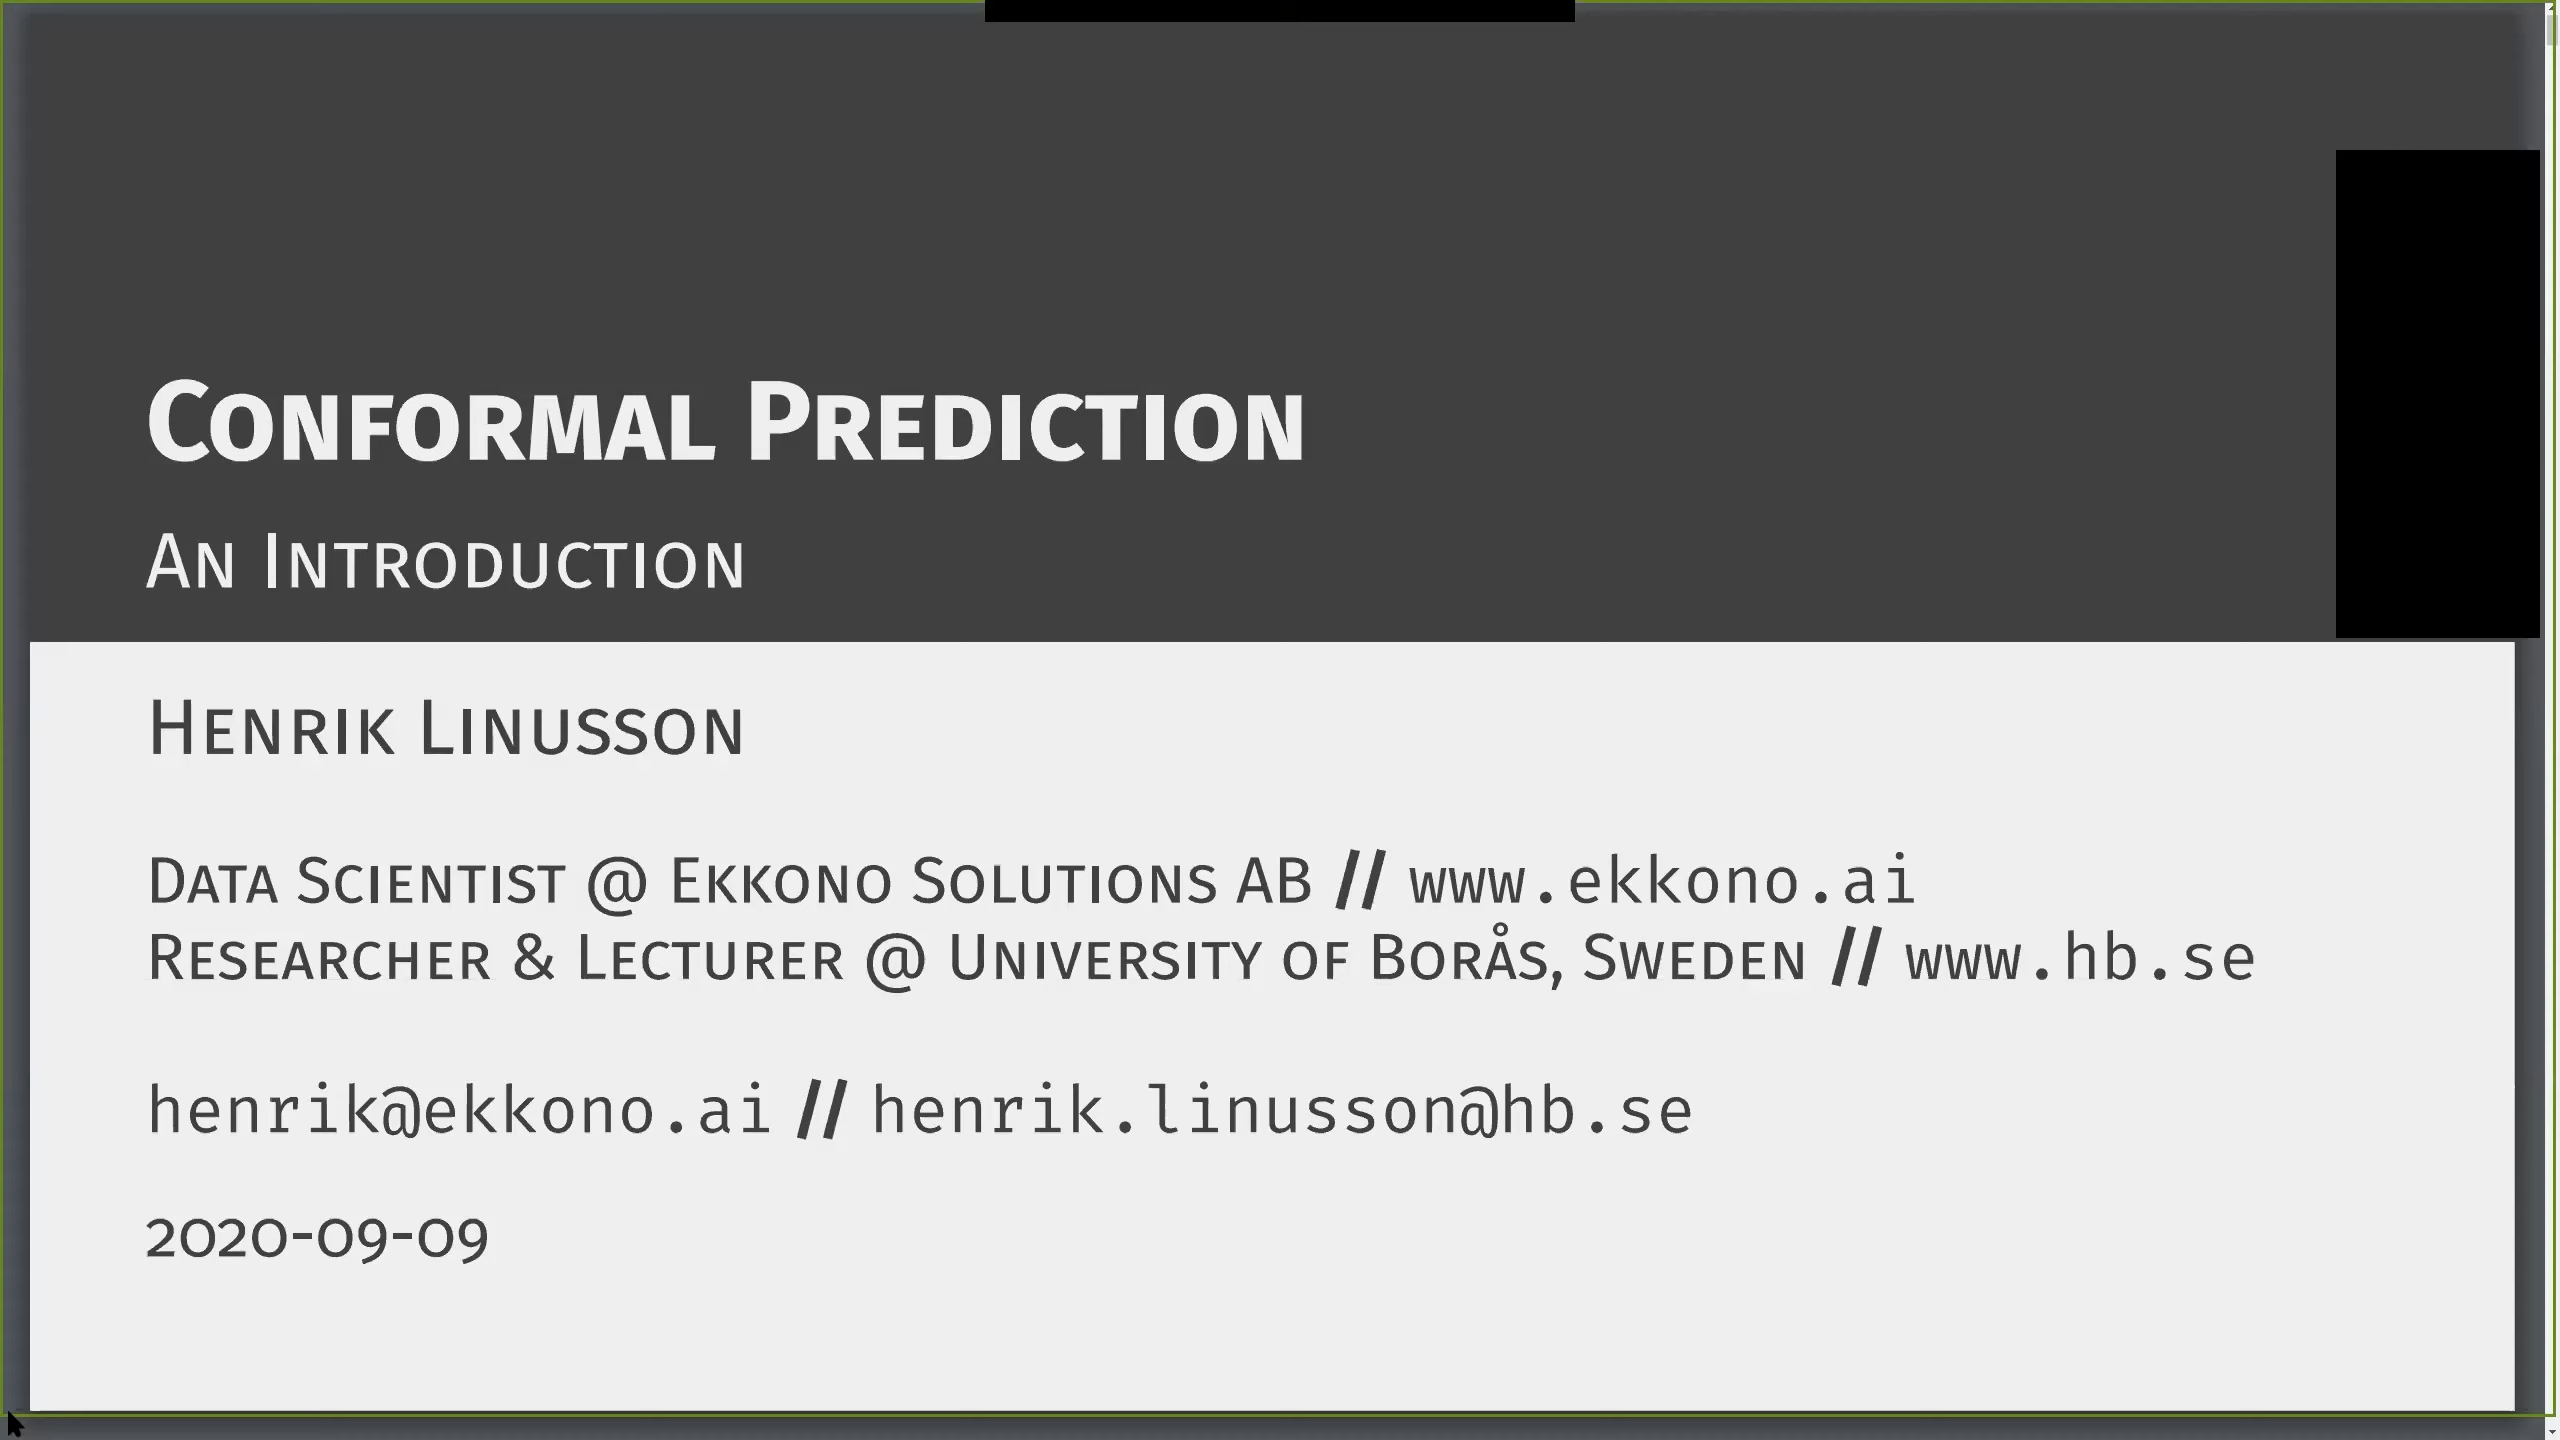 Conformal Prediction
An Introduction
Henrik Linusson
Data Scientist @ Ekkono Solutions AB // www.ekkono.ai
Researcher & Lecturer @ University of Borås, Sweden // www.hb.se
henrik@ekkono.ai // henrik.linusson@hb.se
2020-09-09